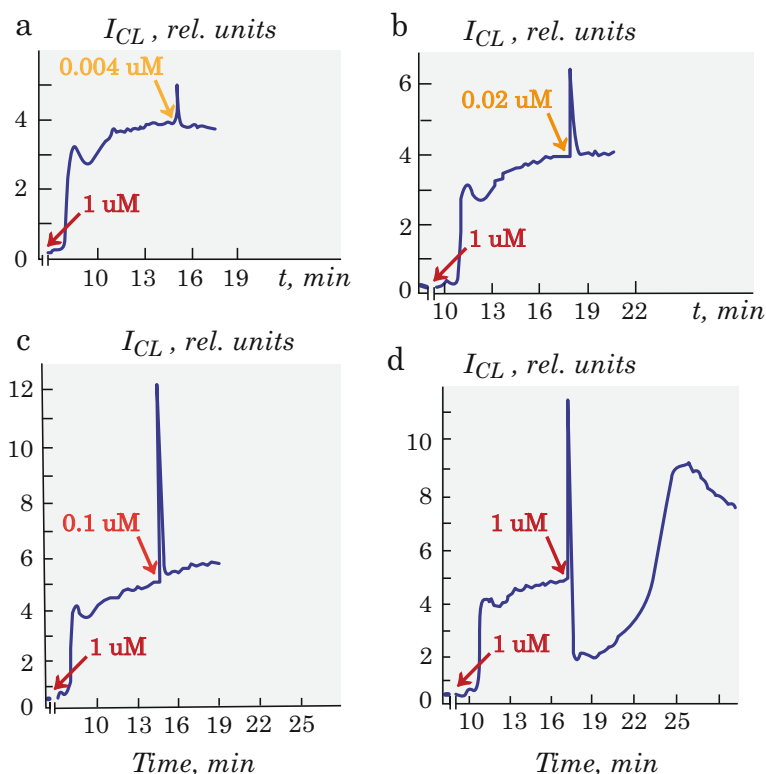 a
I_CL , rel. units
0.004 uM
4
2
0
1 uM
10 13 16 19
t, min
b
I_CL , rel. units
6
4
2
0
0.02 uM
1 uM
10 13 16 19 22
t, min
c
I_CL , rel. units
12
10
8
6
4
2
0
0.1 uM
1 uM
10 13 16 19 22 25
Time, min
d
I_CL , rel. units
10
8
6
4
2
0
1 uM
1 uM
10 13 16 19 22 25
Time, min